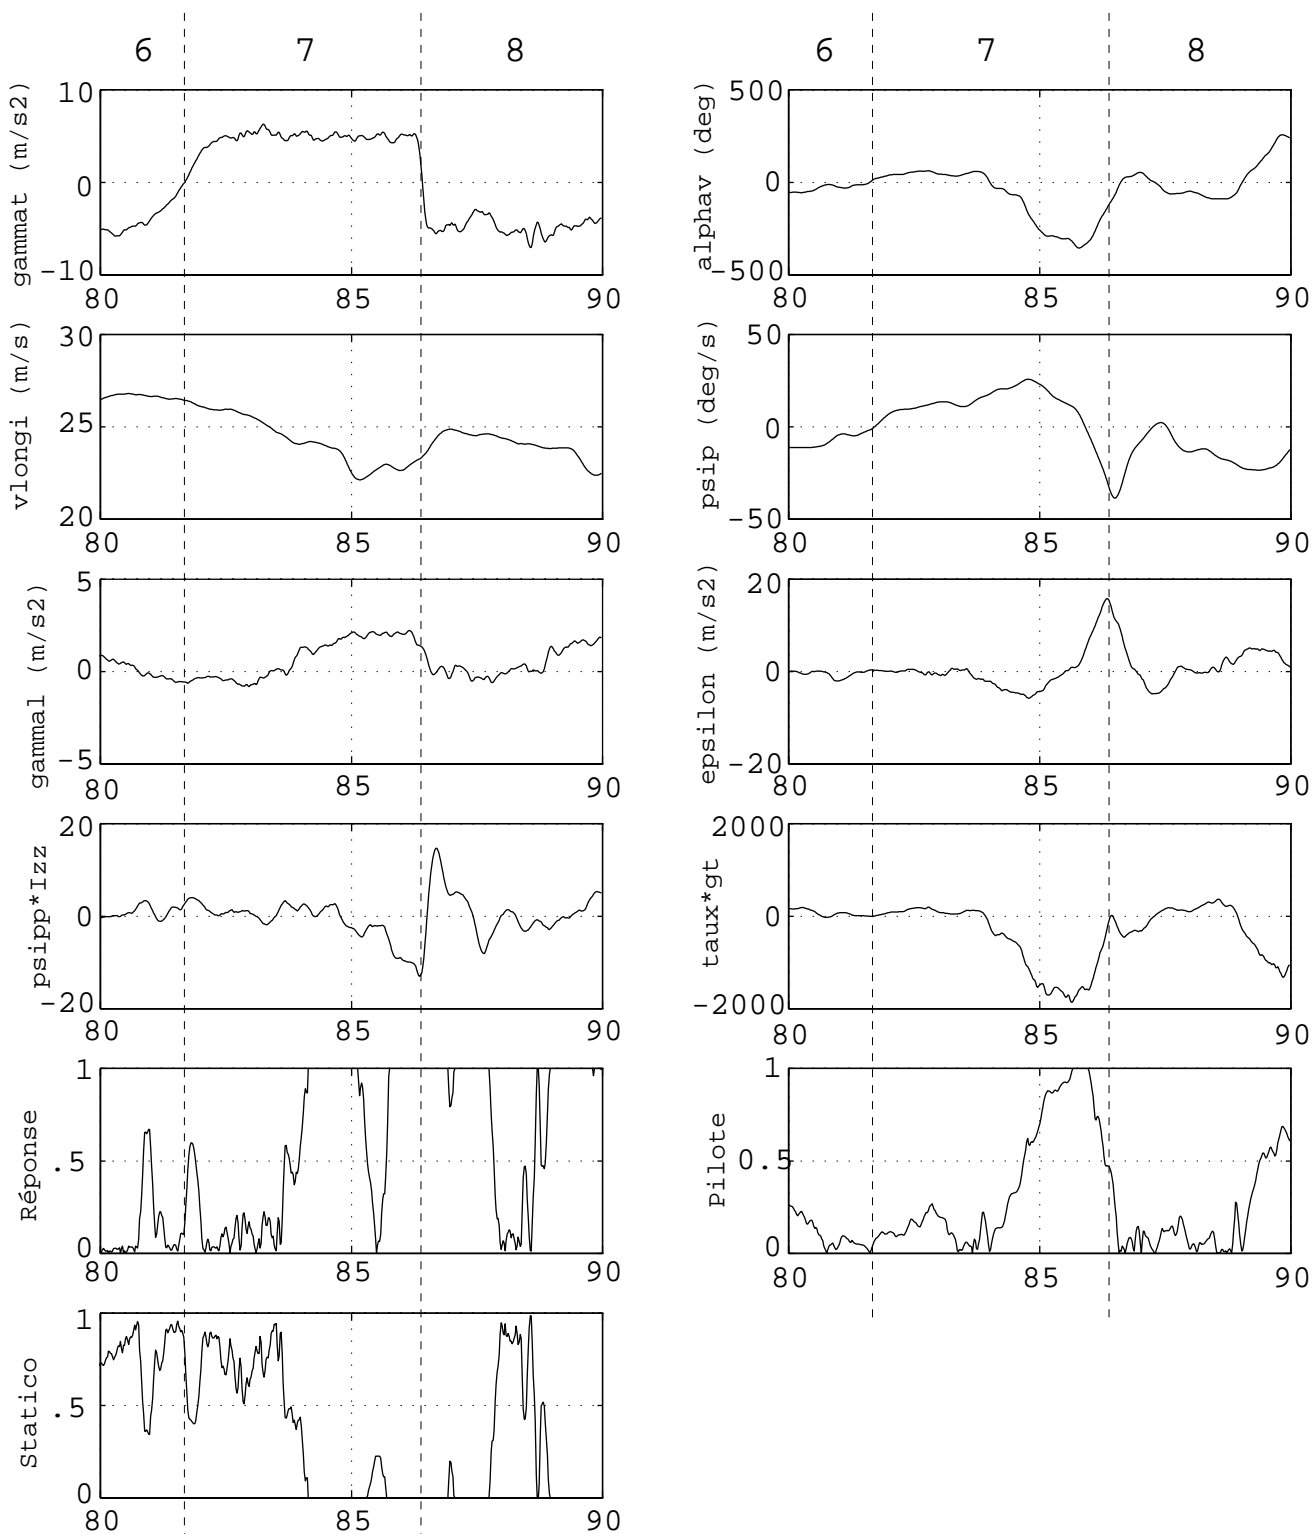 6 7 8
6 7 8
gammat (m/s2)
10
0
-10
80 85 90
alphav (deg)
500
0
-500
80 85 90
vlongi (m/s)
30
25
20
80 85 90
psip (deg/s)
50
0
-50
80 85 90
gammal (m/s2)
5
0
-5
80 85 90
epsilon (m/s2)
20
0
-20
80 85 90
psipp*Izz
20
0
-20
80 85 90
taux*gt
2000
0
-2000
80 85 90
Réponse
1
.5
0
80 85 90
Pilote
1
0.5
0
80 85 90
Statico
1
.5
0
80 85 90